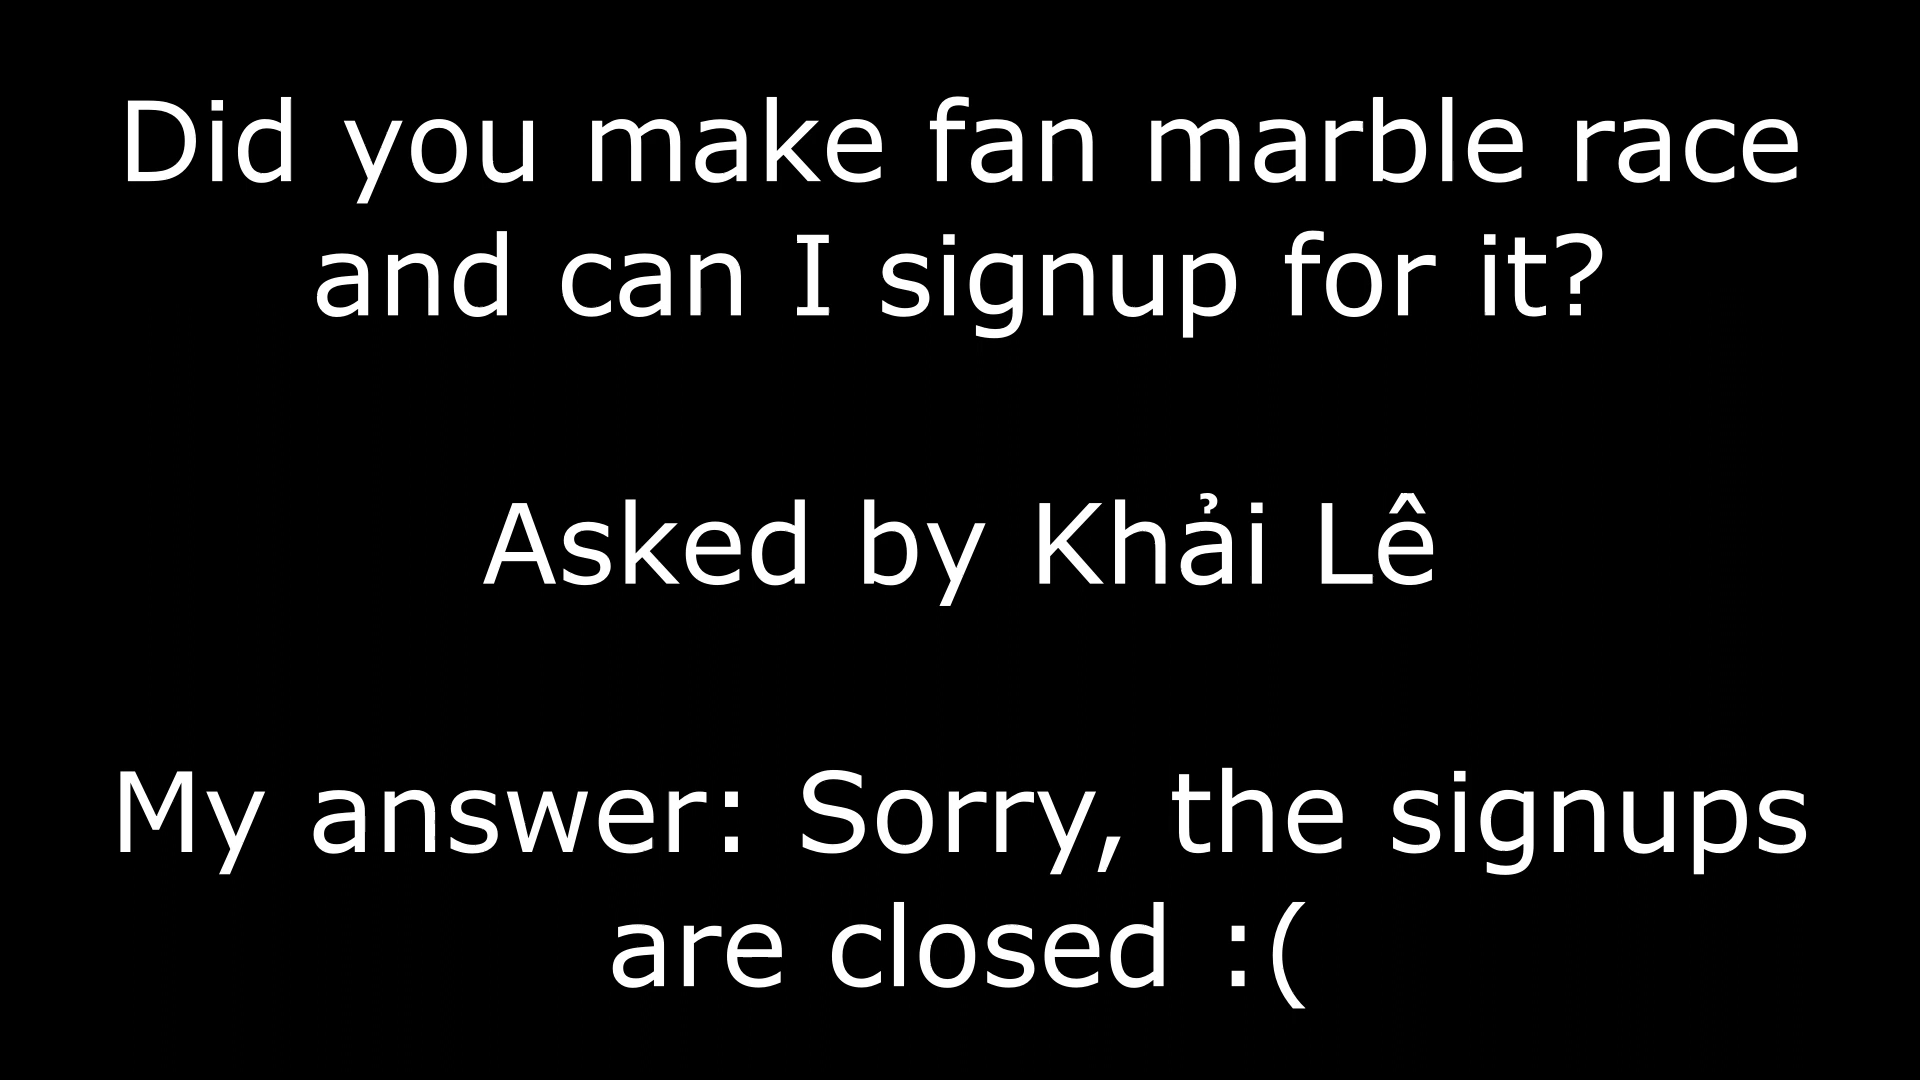 Did you make fan marble race
and can I signup for it?
Asked by Khải Lê
My answer: Sorry, the signups
are closed :(